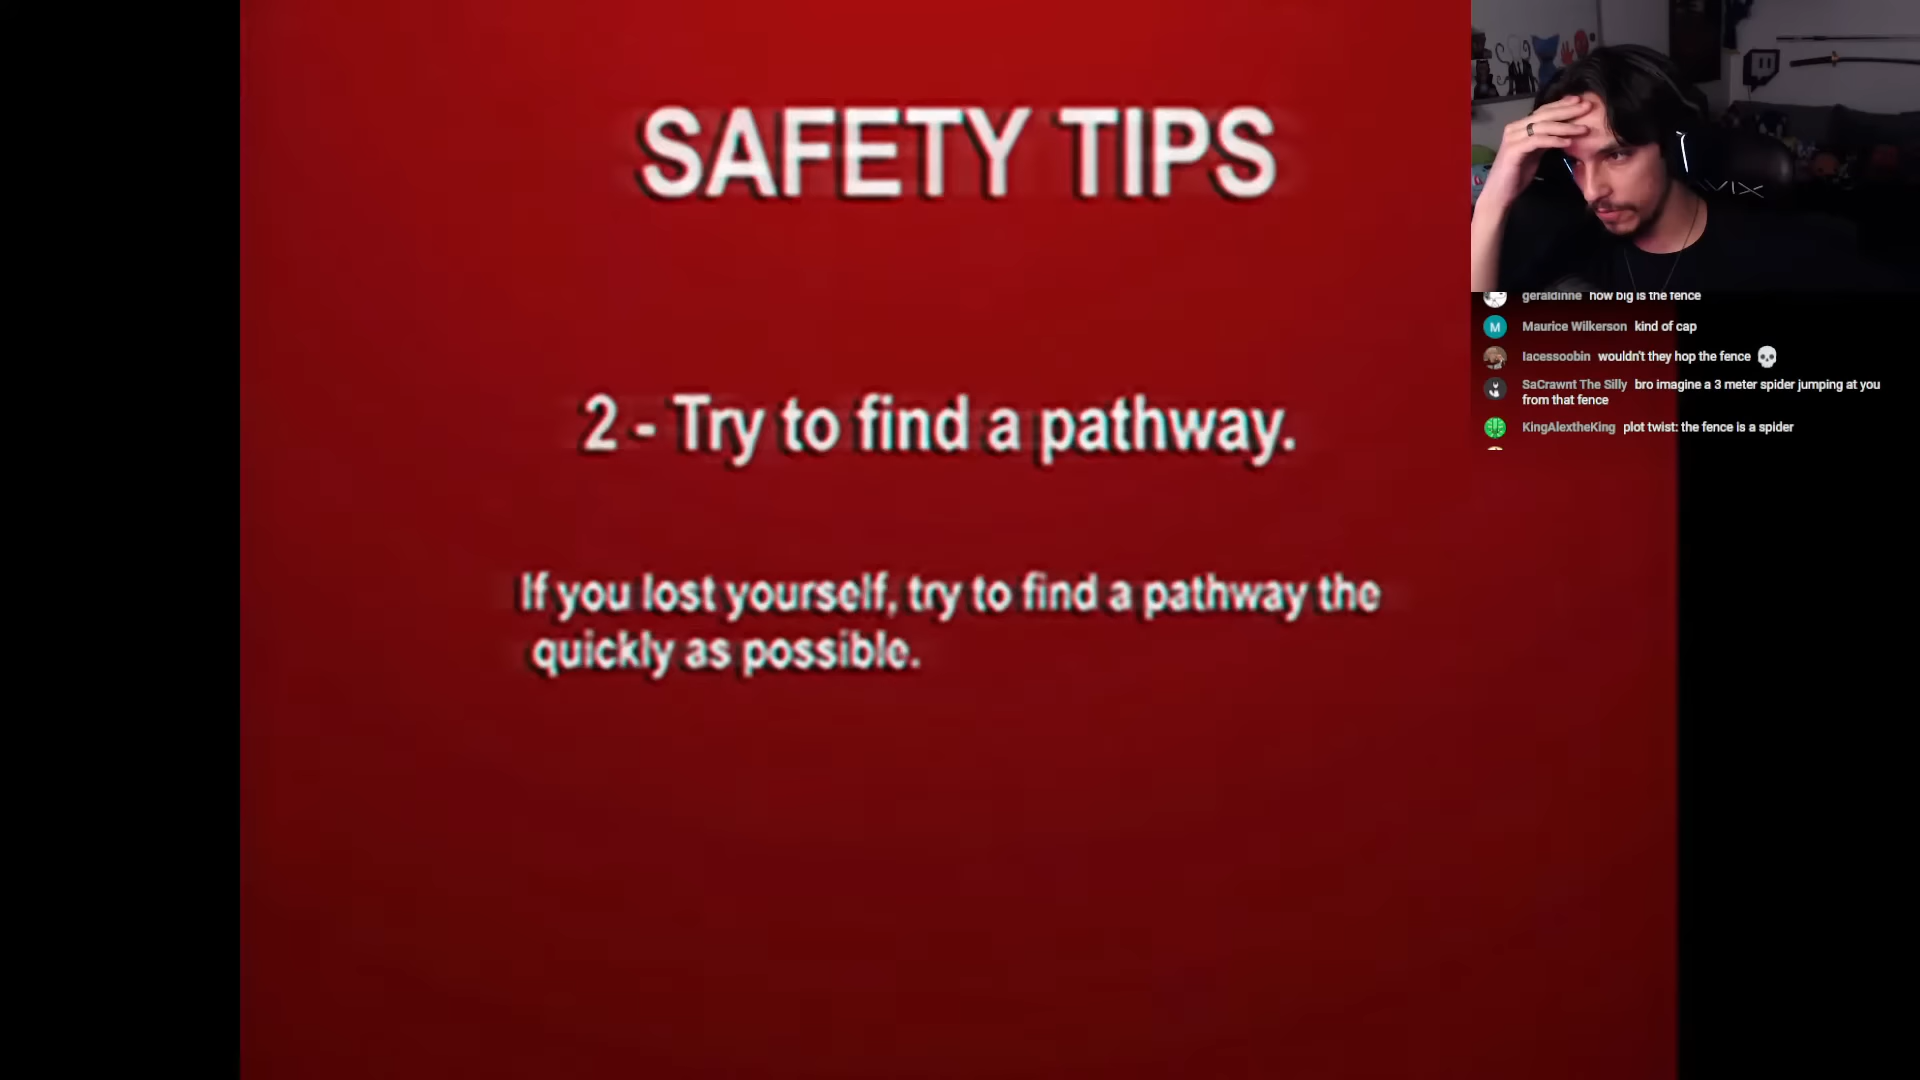 SAFETY TIPS
2 - Try to find a pathway.
If you lost yourself, try to find a pathway the
quickly as possible.
geraldinne how big is the fence
M Maurice Wilkerson kind of cap
Iacessoobin wouldn't they hop the fence 💀
SaCrawnt The Silly bro imagine a 3 meter spider jumping at you
from that fence
KingAlextheKing plot twist: the fence is a spider